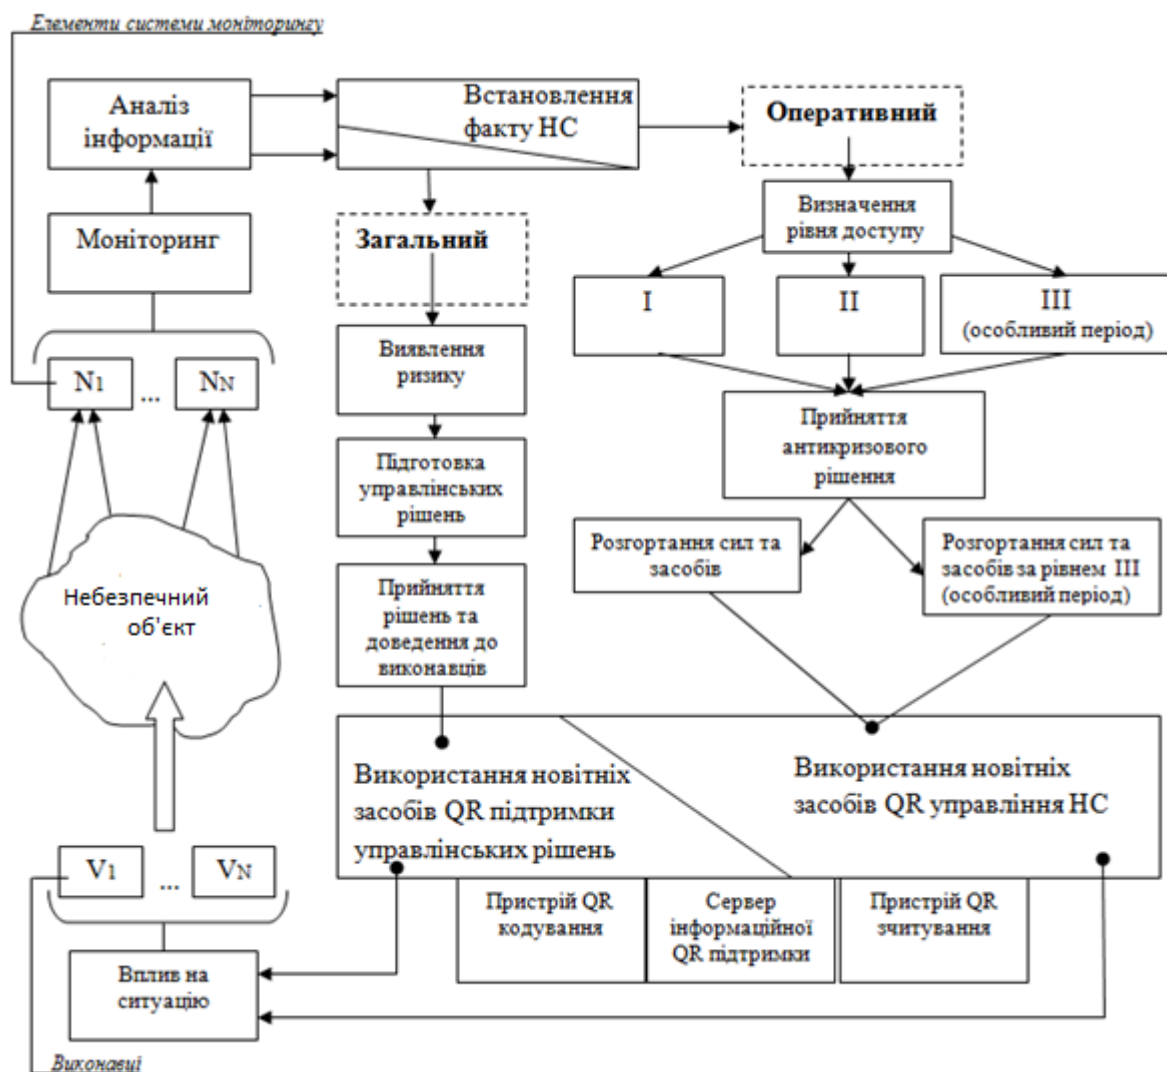 Елементи системи моніторингу
Аналіз
інформації
Встановлення
факту НС
Оперативний
Моніторинг
Загальний
Визначення
рівня доступу
I
II
III
(особливий період)
N1
...
NN
Виявлення
ризику
Прийняття
антикризового
рішення
Підготовка
управлінських
рішень
Розгортання сил та
засобів
Розгортання сил та
засобів за рівнем III
(особливий період)
Небезпечний
об'єкт
Прийняття
рішень та
доведення до
виконавців
Використання новітніх
засобів QR підтримки
управлінських рішень
Використання новітніх
засобів QR управління НС
V1
...
VN
Пристрій QR
кодування
Сервер
інформаційної
QR підтримки
Пристрій QR
зчитування
Вплив на
ситуацію
Виконавці